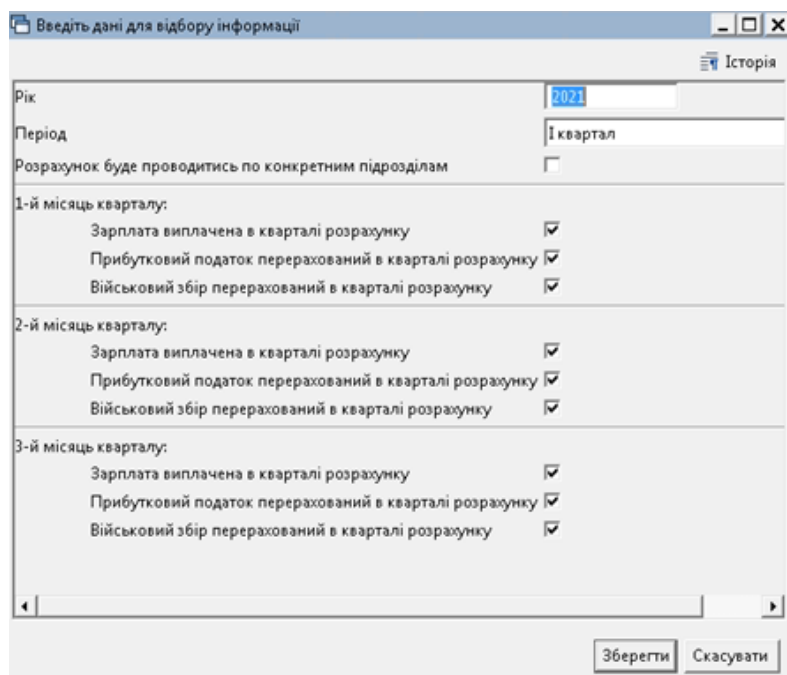 Введіть дані для відбору інформації
Історія
Рік 2021
Період І квартал
Розрахунок буде проводитись по конкретним підрозділам
1-й місяць кварталу:
Зарплата виплачена в кварталі розрахунку
Прибутковий податок перерахований в кварталі розрахунку
Військовий збір перерахований в кварталі розрахунку
2-й місяць кварталу:
Зарплата виплачена в кварталі розрахунку
Прибутковий податок перерахований в кварталі розрахунку
Військовий збір перерахований в кварталі розрахунку
3-й місяць кварталу:
Зарплата виплачена в кварталі розрахунку
Прибутковий податок перерахований в кварталі розрахунку
Військовий збір перерахований в кварталі розрахунку
Зберегти Скасувати